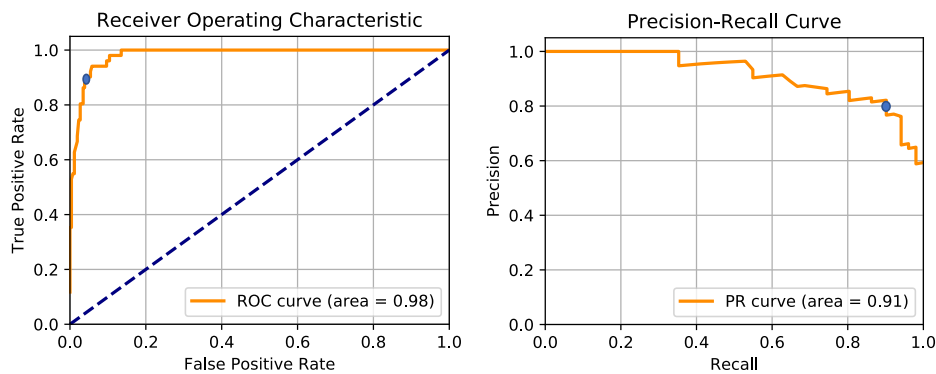 Receiver Operating Characteristic
1.0
0.8
0.6
0.4
0.2
0.0
True Positive Rate
ROC curve (area = 0.98)
0.0 0.2 0.4 0.6 0.8 1.0
False Positive Rate
Precision-Recall Curve
1.0
0.8
0.6
0.4
0.2
0.0
Precision
PR curve (area = 0.91)
0.0 0.2 0.4 0.6 0.8 1.0
Recall